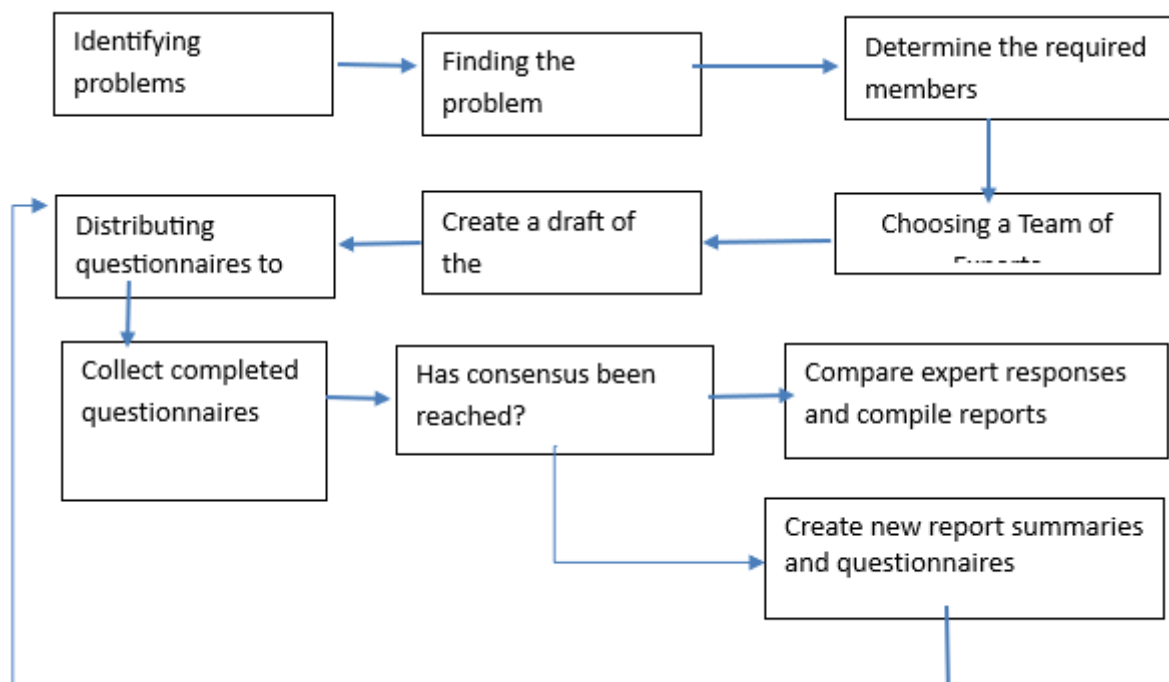 Identifying
problems
Finding the
problem
Determine the required
members
Choosing a Team of
Create a draft of
the
Distributing
questionnaires to
Collect completed
questionnaires
Has consensus been
reached?
Compare expert responses
and compile reports
Create new report summaries
and questionnaires